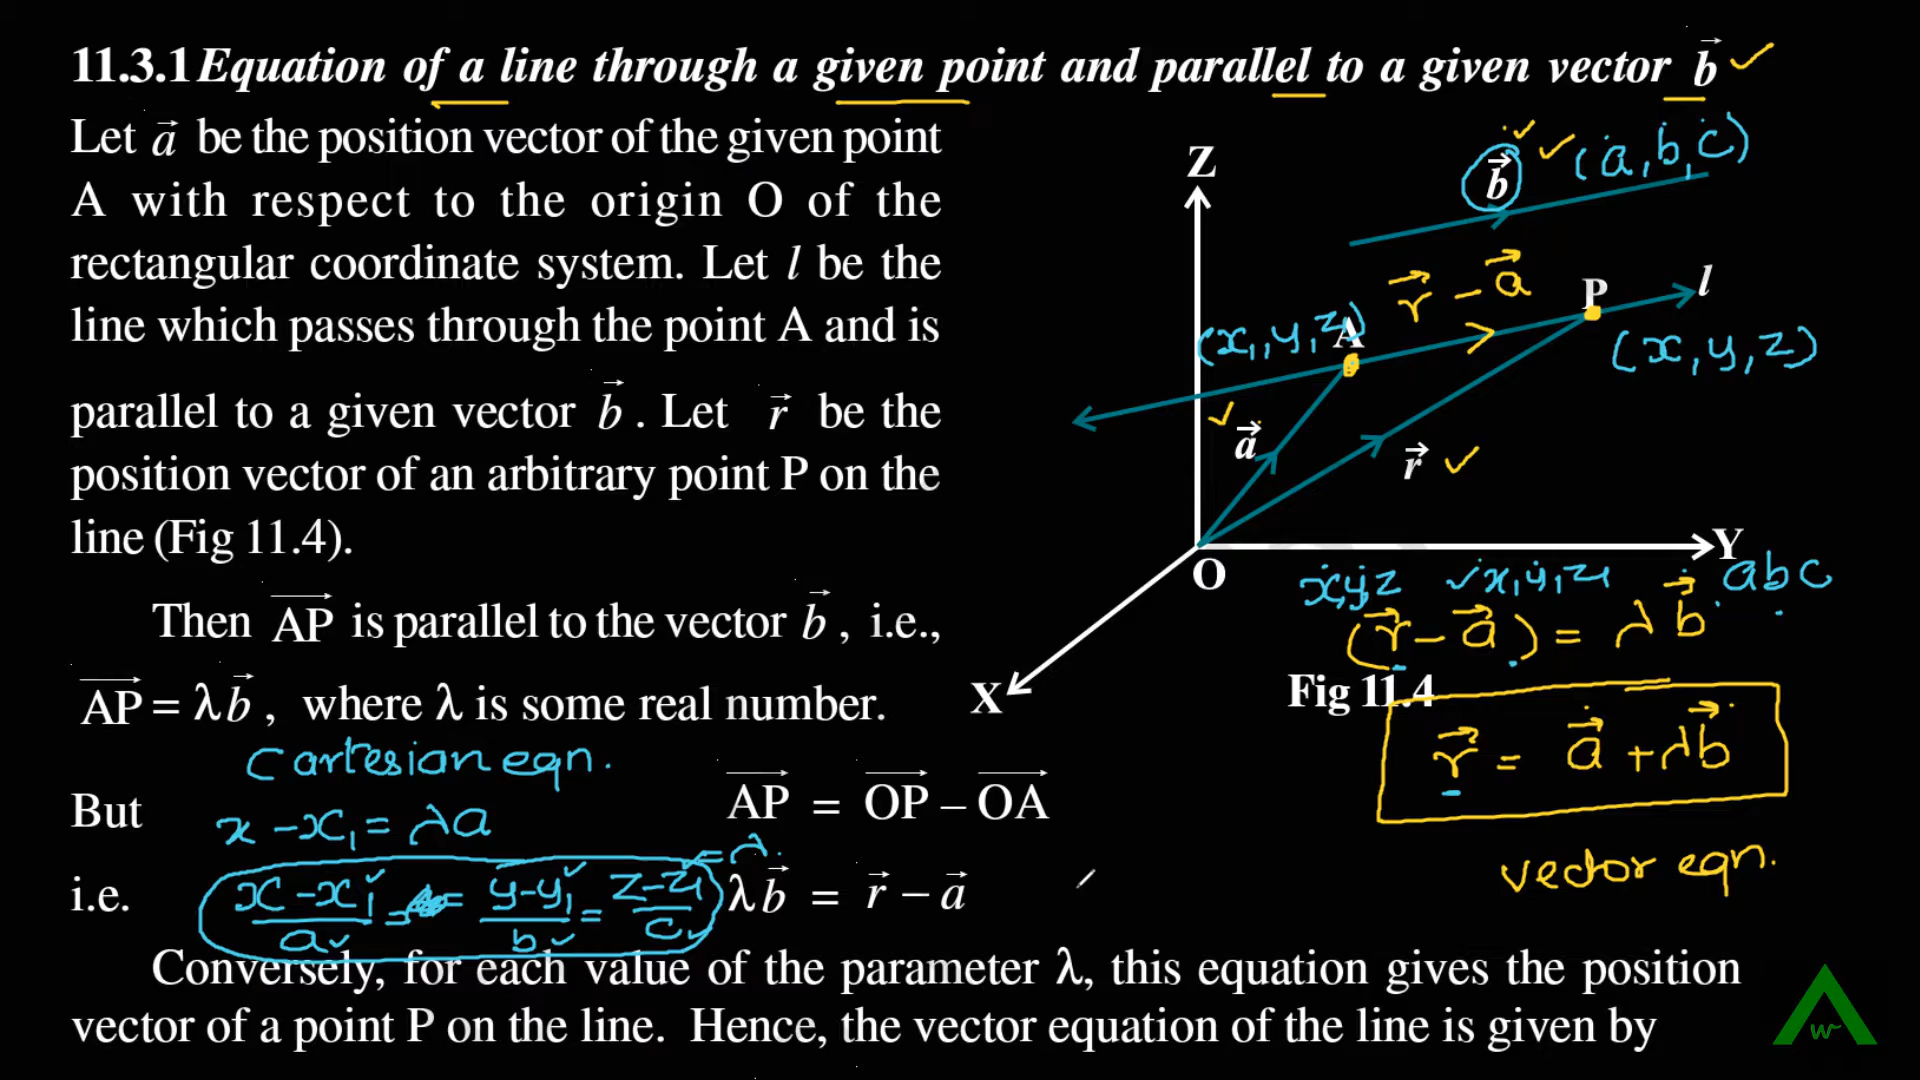 11.3.1 Equation of a line through a given point and parallel to a given vector b⃗ ✓
Let a⃗ be the position vector of the given point
A with respect to the origin O of the
rectangular coordinate system. Let l be the
line which passes through the point A and is
parallel to a given vector b⃗ . Let r⃗ be the
position vector of an arbitrary point P on the
line (Fig 11.4).
Then AP⃗ is parallel to the vector b⃗ , i.e.,
AP⃗ = λb⃗ , where λ is some real number.
Cartesian eqn.
But AP⃗ = OP⃗ – OA⃗
x - x₁ = λa
i.e. λb⃗ = r⃗ – a⃗
(x - x₁)/a = (y - y₁)/b = (z - z₁)/c = λ.
Conversely, for each value of the parameter λ, this equation gives the position
vector of a point P on the line. Hence, the vector equation of the line is given by
Z
b⃗ ✓ ✓ (a, b, c)
r⃗ - a⃗
P
l
(x₁, y₁, z₁)
A
(x, y, z)
✓
a⃗
r⃗ ✓
Y
O
X
x,y,z ✓x₁,y₁,z₁ abc
(r⃗ - a⃗) = λb⃗
Fig 11.4
r⃗ = a⃗ + λb⃗
vector eqn.
w